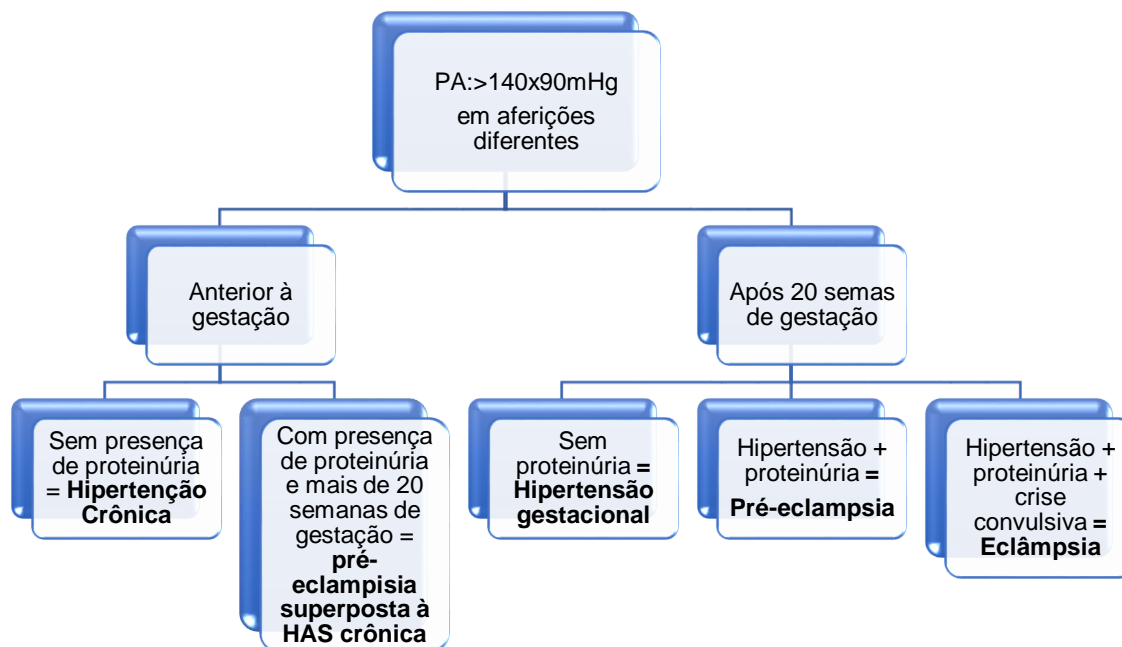 PA:>140x90mHg
em aferições
diferentes
Anterior à
gestação
Após 20 semas
de gestação
Sem presença
de proteinúria
= Hipertenção
Crônica
Com presença
de proteinúria
e mais de 20
semanas de
gestação =
pré-
eclampisia
superposta à
HAS crônica
Sem
proteinúria =
Hipertensão
gestacional
Hipertensão +
proteinúria =
Pré-eclampsia
Hipertensão +
proteinúria +
crise
convulsiva =
Eclâmpsia